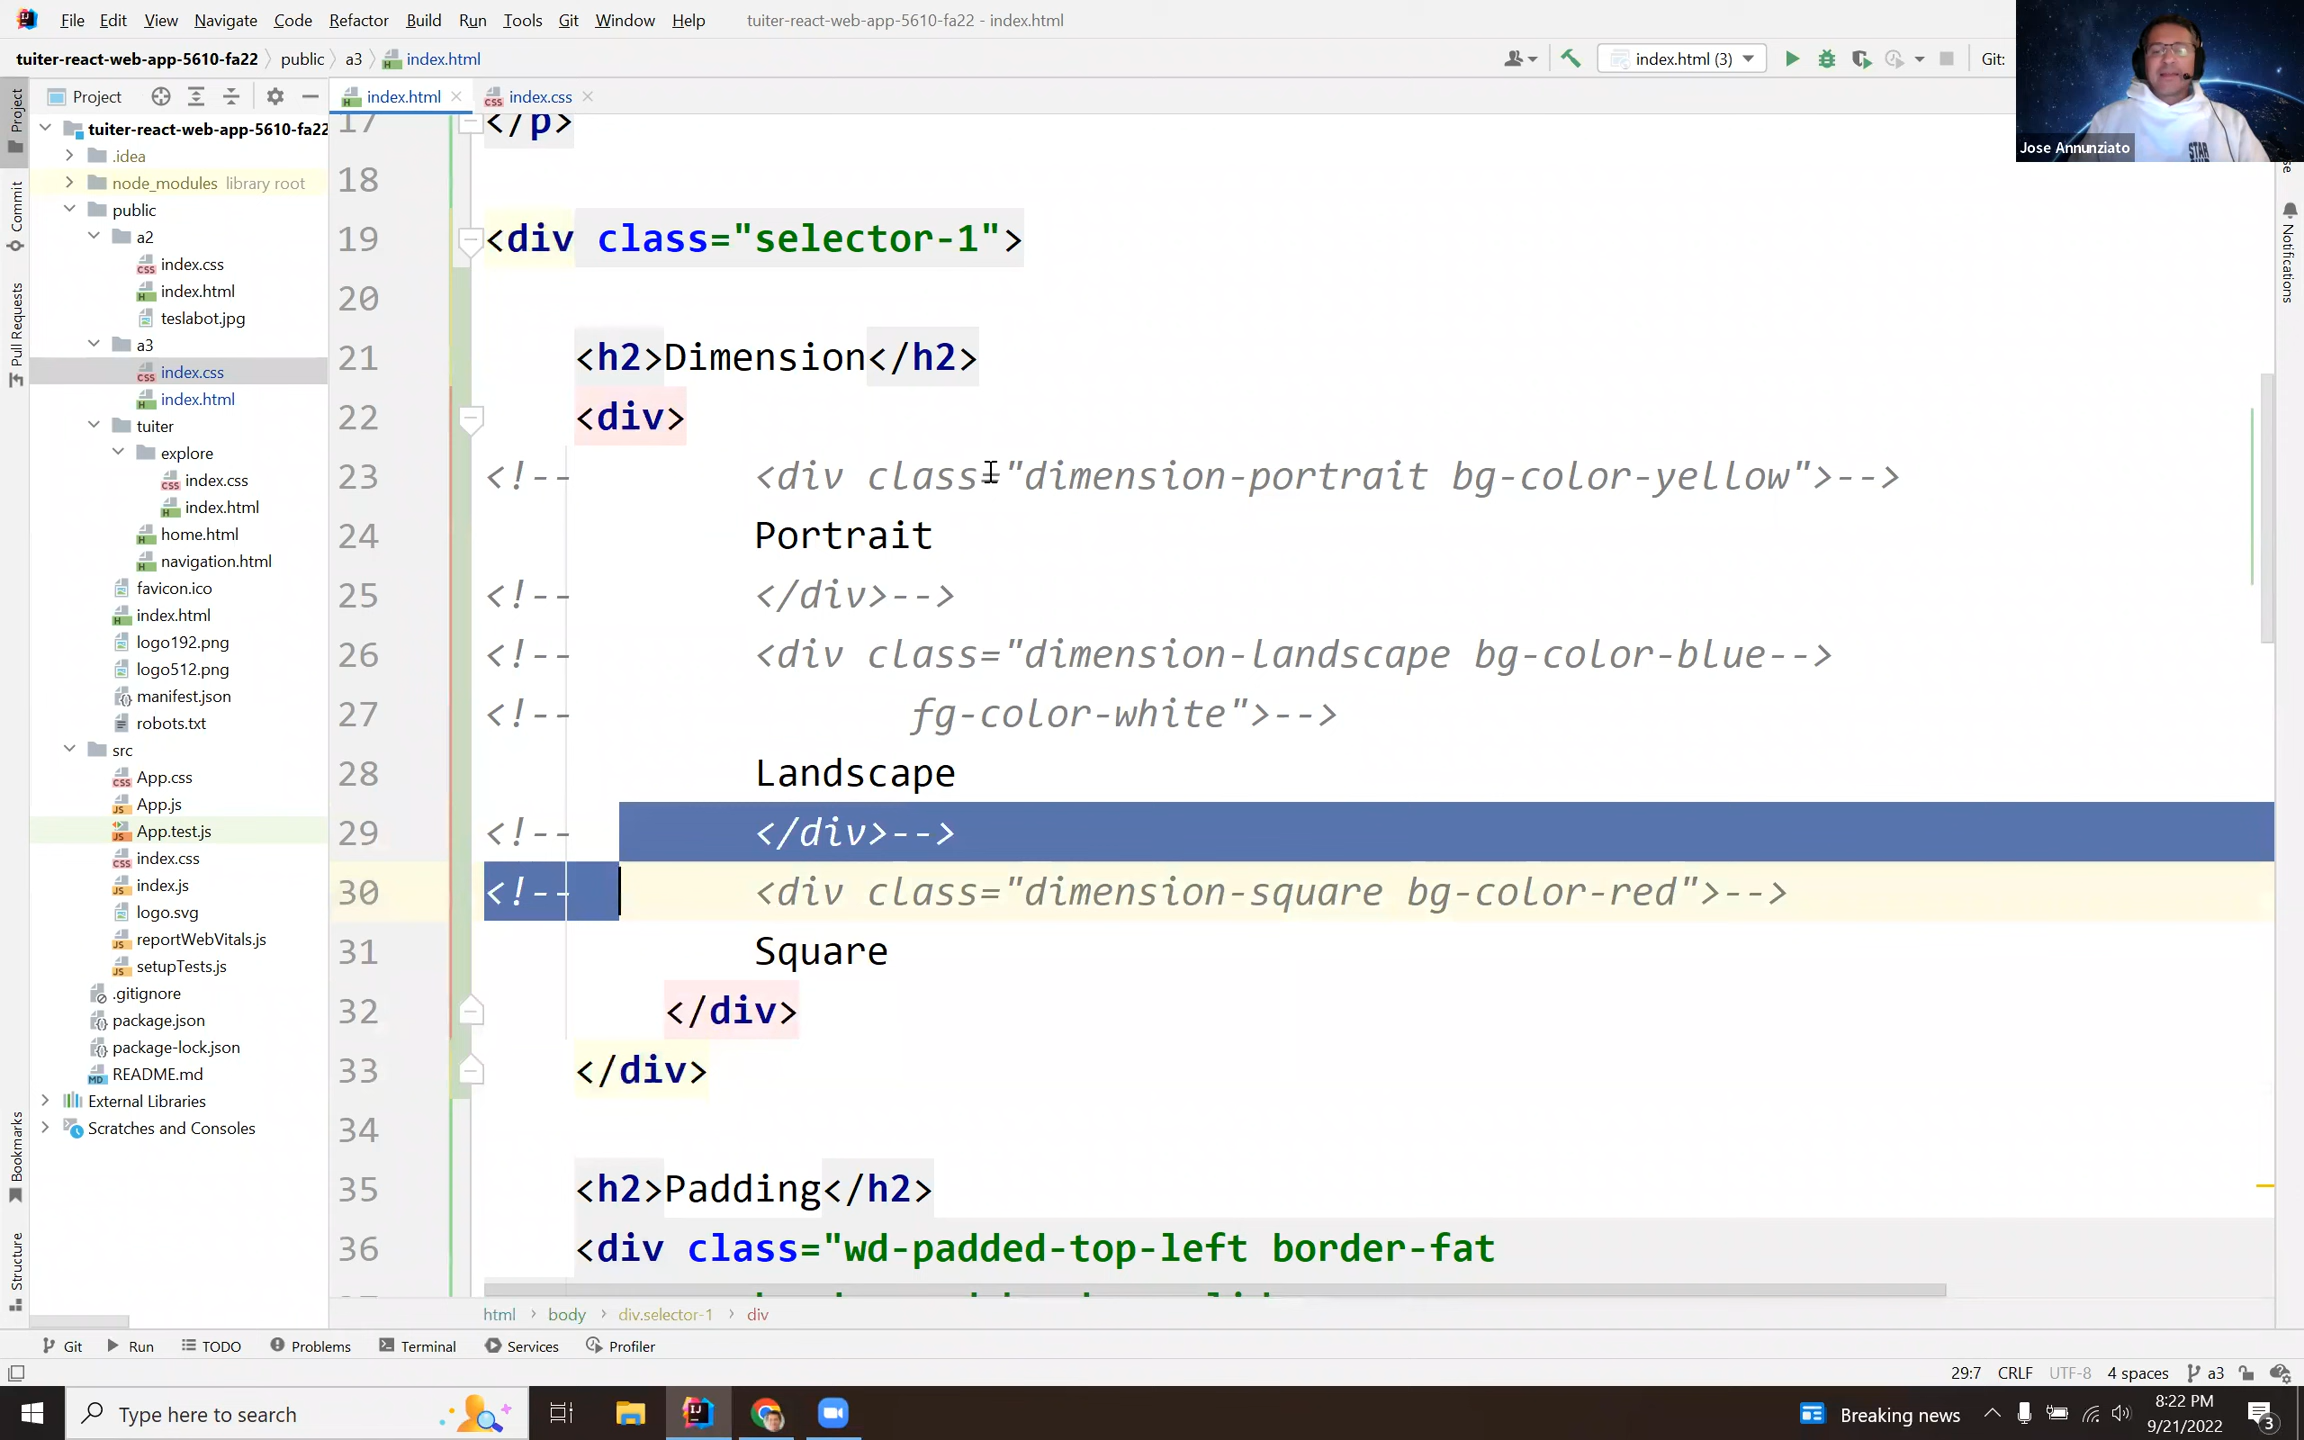 File Edit View Navigate Code Refactor Build Run Tools Git Window Help tuiter-react-web-app-5610-fa22 - index.html
tuiter-react-web-app-5610-fa22 public a3 index.html index.html (3) Git:
Jose Annunziato
STAR
Project
Commit
Pull Requests
Bookmarks
Structure
Notifications
Project
tuiter-react-web-app-5610-fa22
.idea
node_modules library root
public
a2
index.css
index.html
teslabot.jpg
a3
index.css
index.html
tuiter
explore
index.css
index.html
home.html
navigation.html
favicon.ico
index.html
logo192.png
logo512.png
manifest.json
robots.txt
src
App.css
App.js
App.test.js
index.css
index.js
logo.svg
reportWebVitals.js
setupTests.js
.gitignore
package.json
package-lock.json
README.md
External Libraries
Scratches and Consoles
index.html index.css
17 </p>
18
19 <div class="selector-1">
20
21 <h2>Dimension</h2>
22 <div>
23 <!-- <div class="dimension-portrait bg-color-yellow">-->
24 Portrait
25 <!-- </div>-->
26 <!-- <div class="dimension-landscape bg-color-blue-->
27 <!-- fg-color-white">-->
28 Landscape
29 <!-- </div>-->
30 <!-- <div class="dimension-square bg-color-red">-->
31 Square
32 </div>
33 </div>
34
35 <h2>Padding</h2>
36 <div class="wd-padded-top-left border-fat
html body div.selector-1 div
Git Run TODO Problems Terminal Services Profiler
29:7 CRLF UTF-8 4 spaces a3
Type here to search
Breaking news
8:22 PM
9/21/2022
3